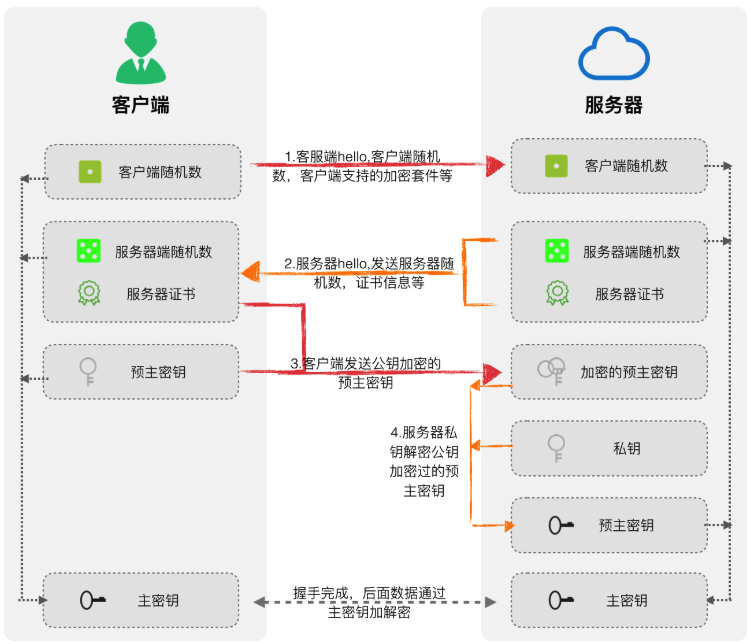 客户端
服务器
客户端随机数
1.客服端hello,客户端随机
数，客户端支持的加密套件等
客户端随机数
服务器端随机数
服务器证书
2.服务器hello,发送服务器随
机数，证书信息等
服务器端随机数
服务器证书
预主密钥
3.客户端发送公钥加密的
预主密钥
加密的预主密钥
4.服务器私
钥解密公钥
加密过的预
主密钥
私钥
预主密钥
主密钥
握手完成，后面数据通过
主密钥加解密
主密钥